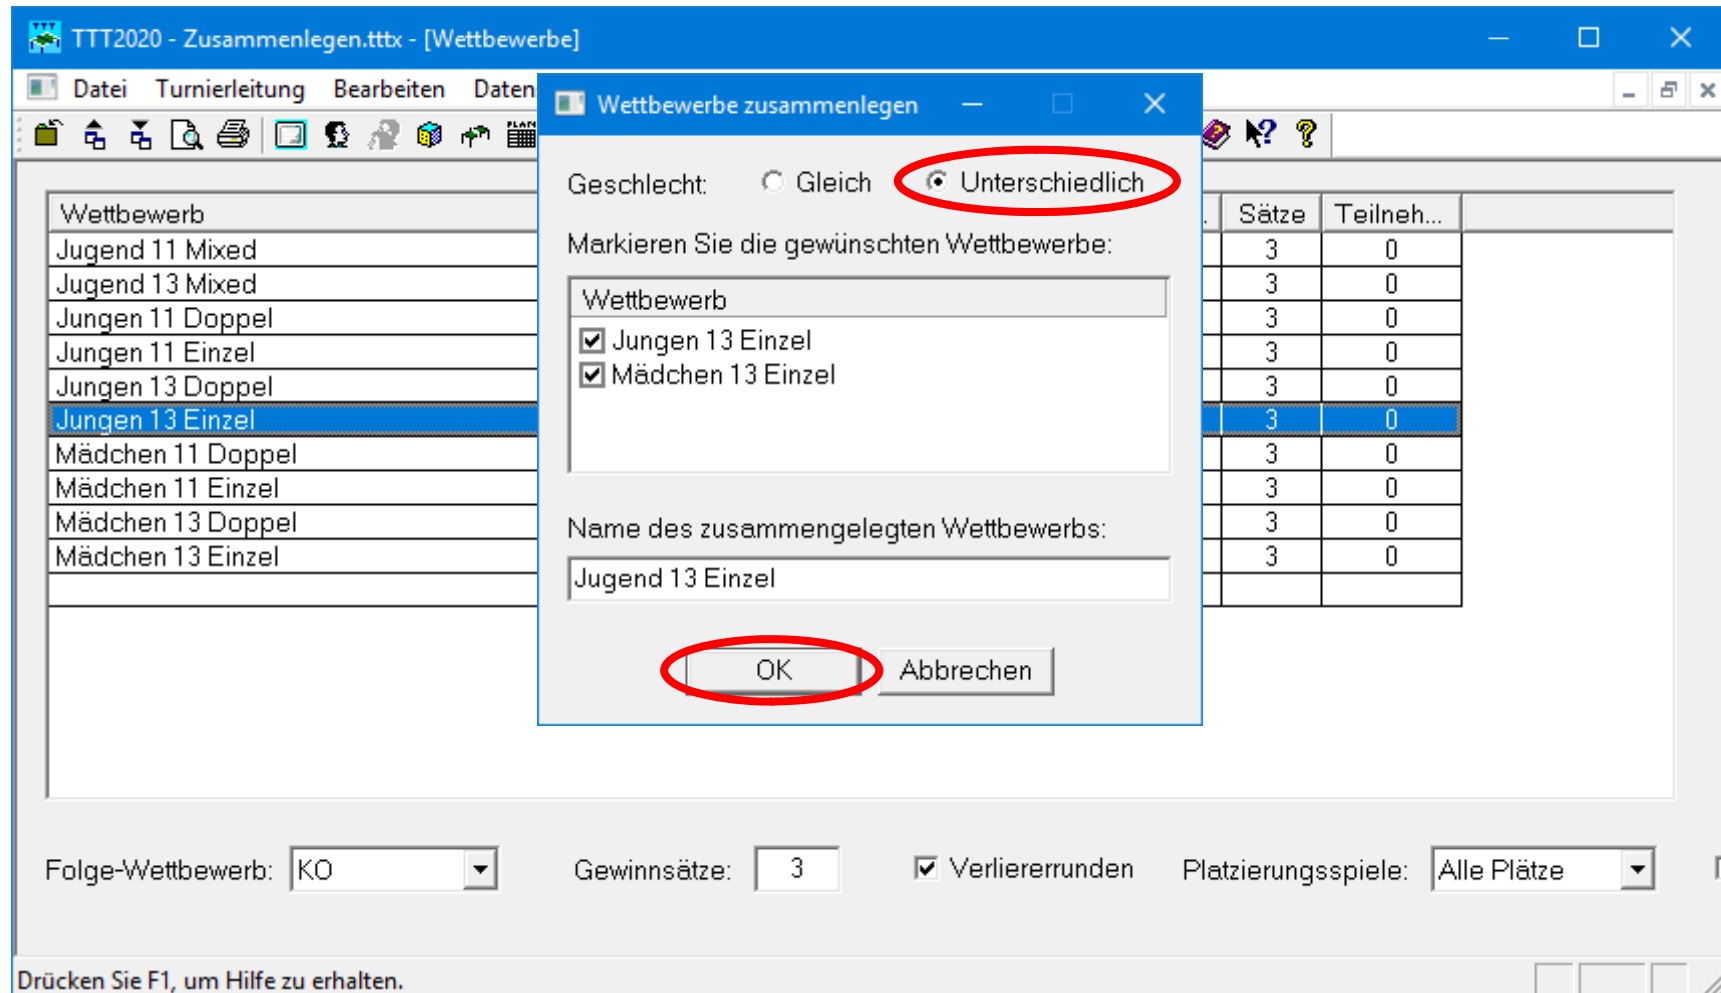 TTT2020 - Zusammenlegen.tttx - [Wettbewerbe]
Datei Turnierleitung Bearbeiten Daten
Wettbewerbe zusammenlegen
PLAN
Geschlecht: Gleich Unterschiedlich
Markieren Sie die gewünschten Wettbewerbe:
Wettbewerb
Jungen 13 Einzel
Mädchen 13 Einzel
Name des zusammengelegten Wettbewerbs:
Jugend 13 Einzel
OK Abbrechen
Wettbewerb . Sätze Teilneh...
Jugend 11 Mixed 3 0
Jugend 13 Mixed 3 0
Jungen 11 Doppel 3 0
Jungen 11 Einzel 3 0
Jungen 13 Doppel 3 0
Jungen 13 Einzel 3 0
Mädchen 11 Doppel 3 0
Mädchen 11 Einzel 3 0
Mädchen 13 Doppel 3 0
Mädchen 13 Einzel 3 0
Folge-Wettbewerb: KO Gewinnsätze: 3 Verliererrunden Platzierungsspiele: Alle Plätze
Drücken Sie F1, um Hilfe zu erhalten.